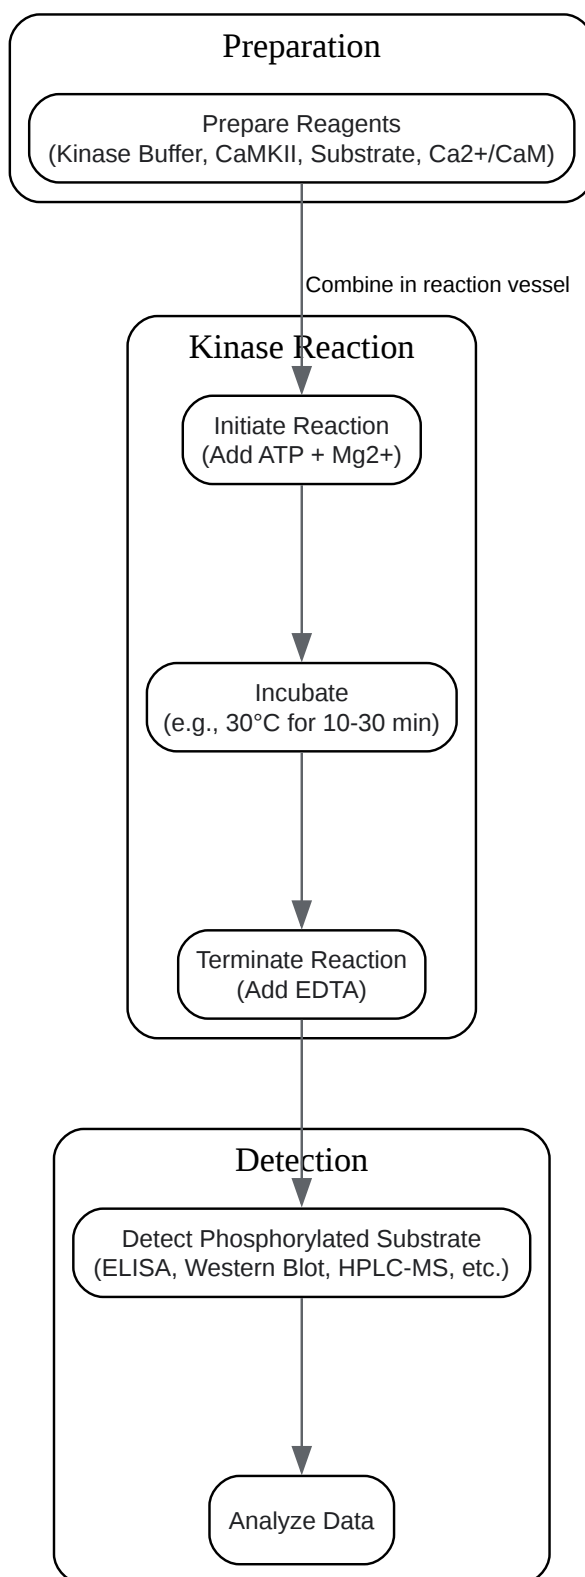 Preparation
Prepare Reagents
(Kinase Buffer, CaMKII, Substrate, Ca2+/CaM)
Combine in reaction vessel
Kinase Reaction
Initiate Reaction
(Add ATP + Mg2+)
Incubate
(e.g., 30°C for 10-30 min)
Terminate Reaction
(Add EDTA)
Detection
Detect Phosphorylated Substrate
(ELISA, Western Blot, HPLC-MS, etc.)
Analyze Data